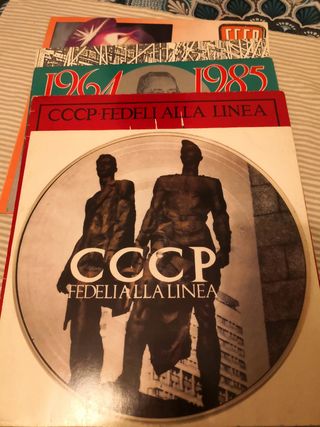 CCCP
1964 1985
CCCP·FEDELI ALLA LINEA
CCCP
FEDELI ALLA LINEA